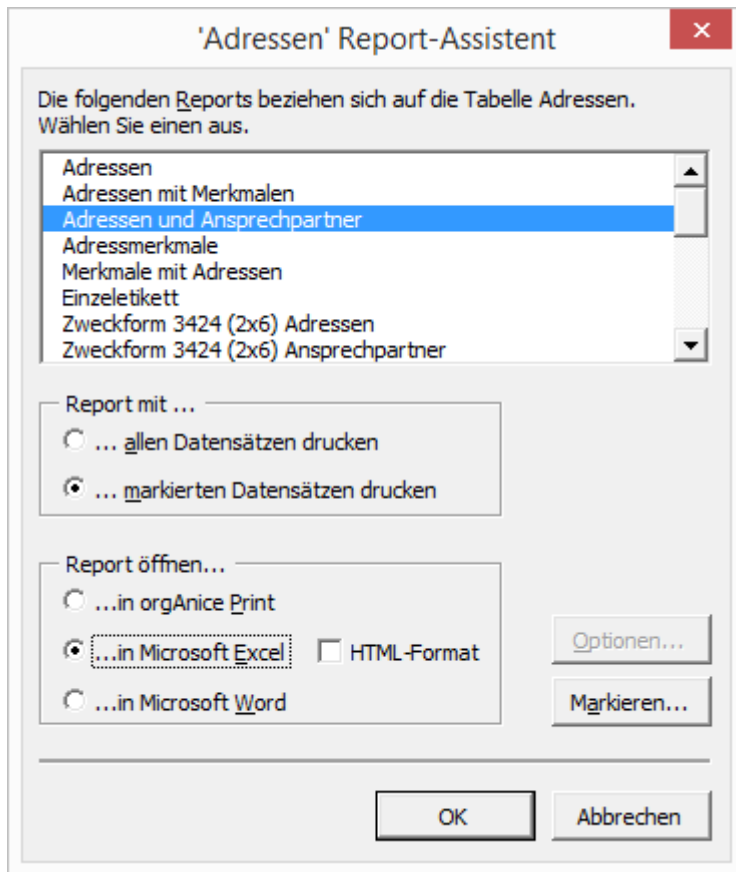 'Adressen' Report-Assistent
Die folgenden Reports beziehen sich auf die Tabelle Adressen.
Wählen Sie einen aus.
Adressen
Adressen mit Merkmalen
Adressen und Ansprechpartner
Adressmerkmale
Merkmale mit Adressen
Einzeletikett
Zweckform 3424 (2x6) Adressen
Zweckform 3424 (2x6) Ansprechpartner
Report mit ...
... allen Datensätzen drucken
... markierten Datensätzen drucken
Report öffnen...
...in orgAnice Print
...in Microsoft Excel HTML-Format
...in Microsoft Word
Optionen...
Markieren...
OK Abbrechen